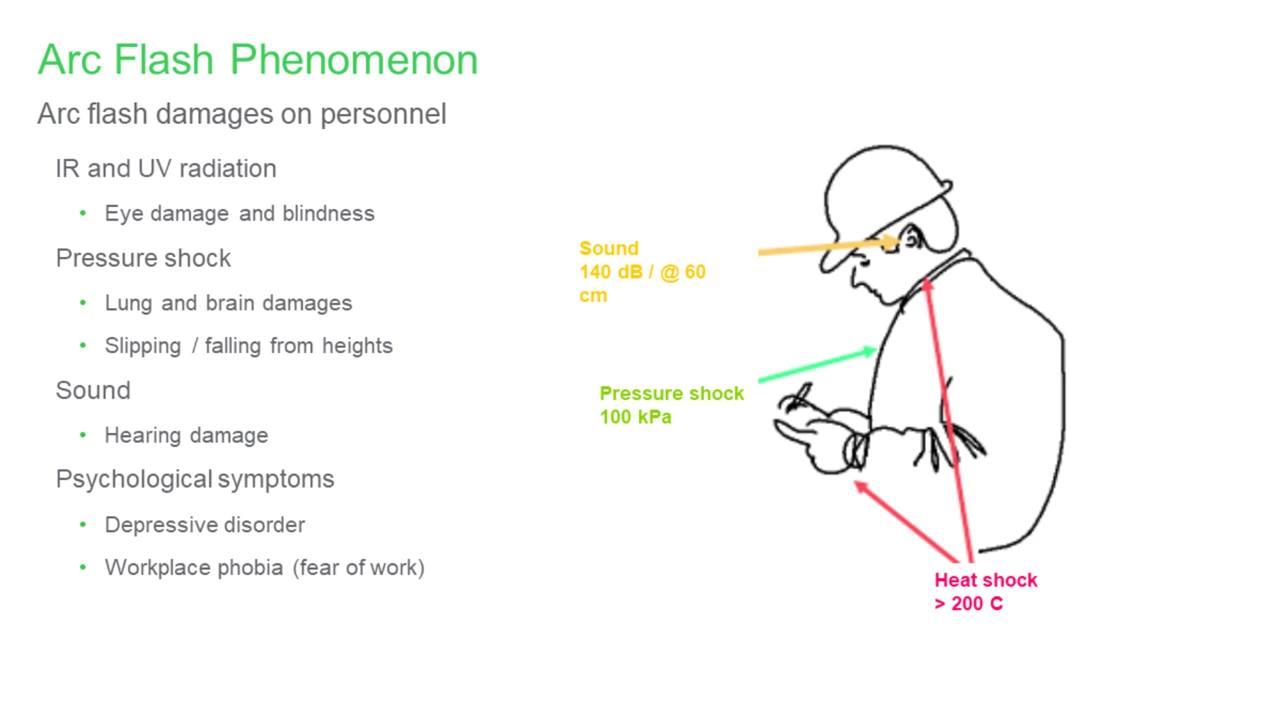 Arc Flash Phenomenon
Arc flash damages on personnel
IR and UV radiation
• Eye damage and blindness
Pressure shock
• Lung and brain damages
• Slipping / falling from heights
Sound
• Hearing damage
Psychological symptoms
• Depressive disorder
• Workplace phobia (fear of work)
Sound
140 dB / @ 60
cm
Pressure shock
100 kPa
Heat shock
> 200 C